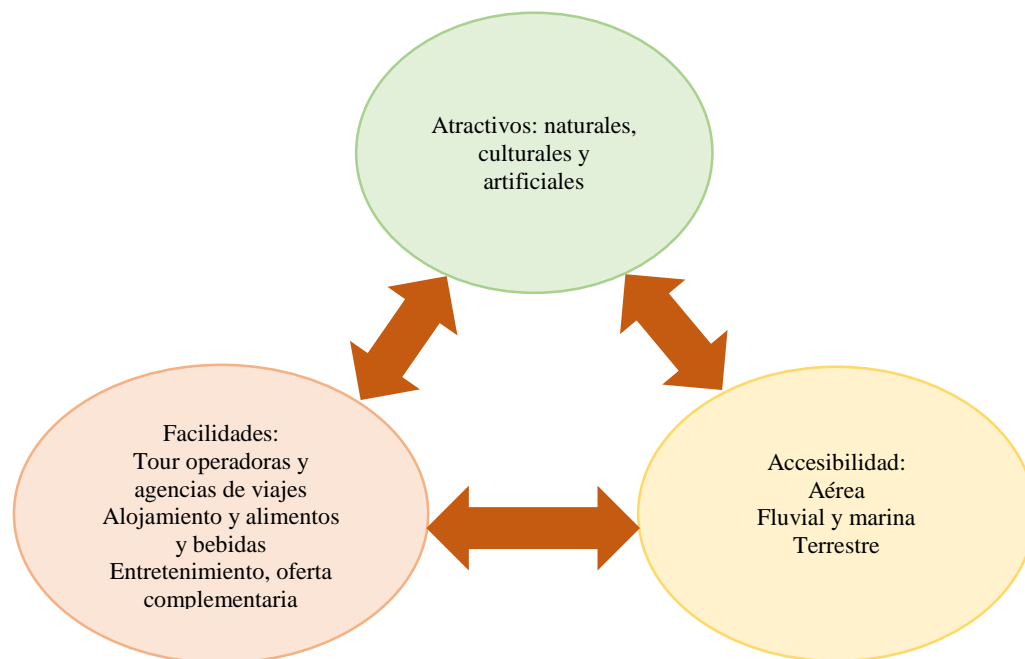 Atractivos: naturales,
culturales y
artificiales
Facilidades:
Tour operadoras y
agencias de viajes
Alojamiento y alimentos
y bebidas
Entretenimiento, oferta
complementaria
Accesibilidad:
Aérea
Fluvial y marina
Terrestre